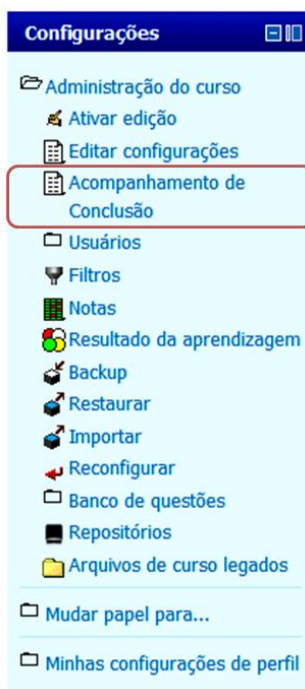 Configurações
Administração do curso
Ativar edição
Editar configurações
Acompanhamento de
Conclusão
Usuários
Filtros
Notas
Resultado da aprendizagem
Backup
Restaurar
Importar
Reconfigurar
Banco de questões
Repositórios
Arquivos de curso legados
Mudar papel para...
Minhas configurações de perfil